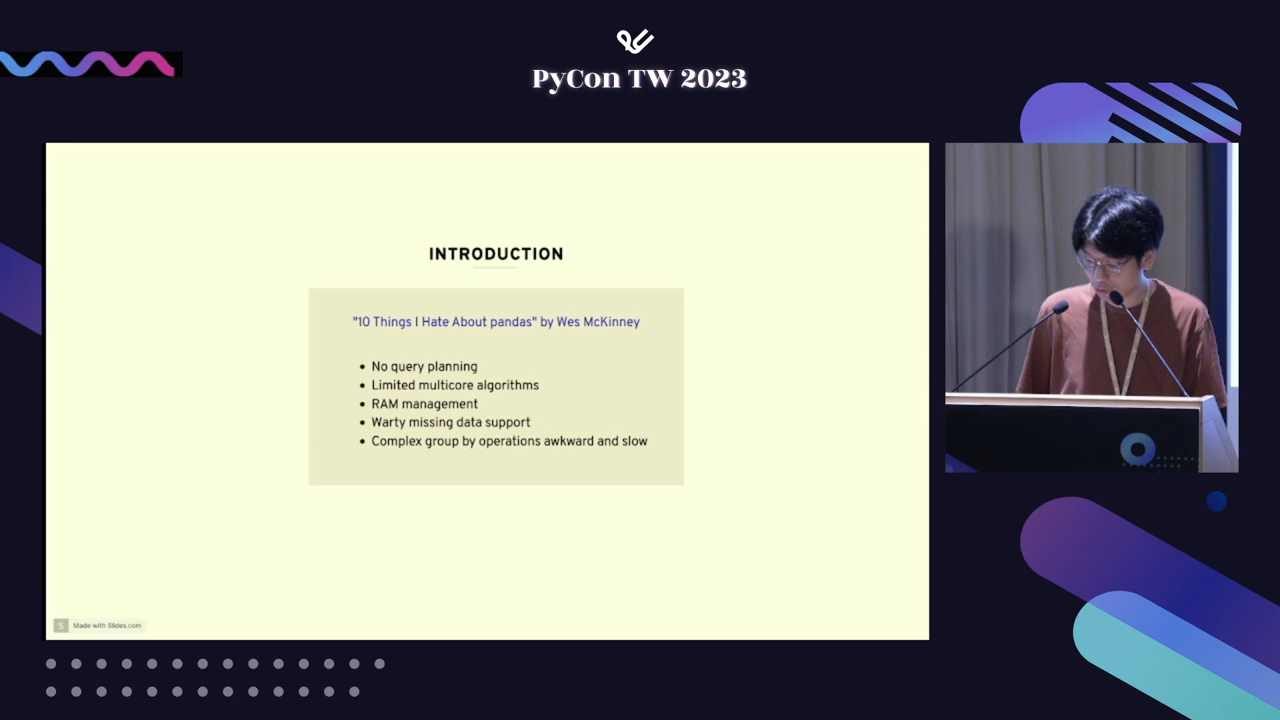 PyCon TW 2023
INTRODUCTION
"10 Things I Hate About pandas" by Wes McKinney
• No query planning
• Limited multicore algorithms
• RAM management
• Warty missing data support
• Complex group by operations awkward and slow
S Made with Slides.com